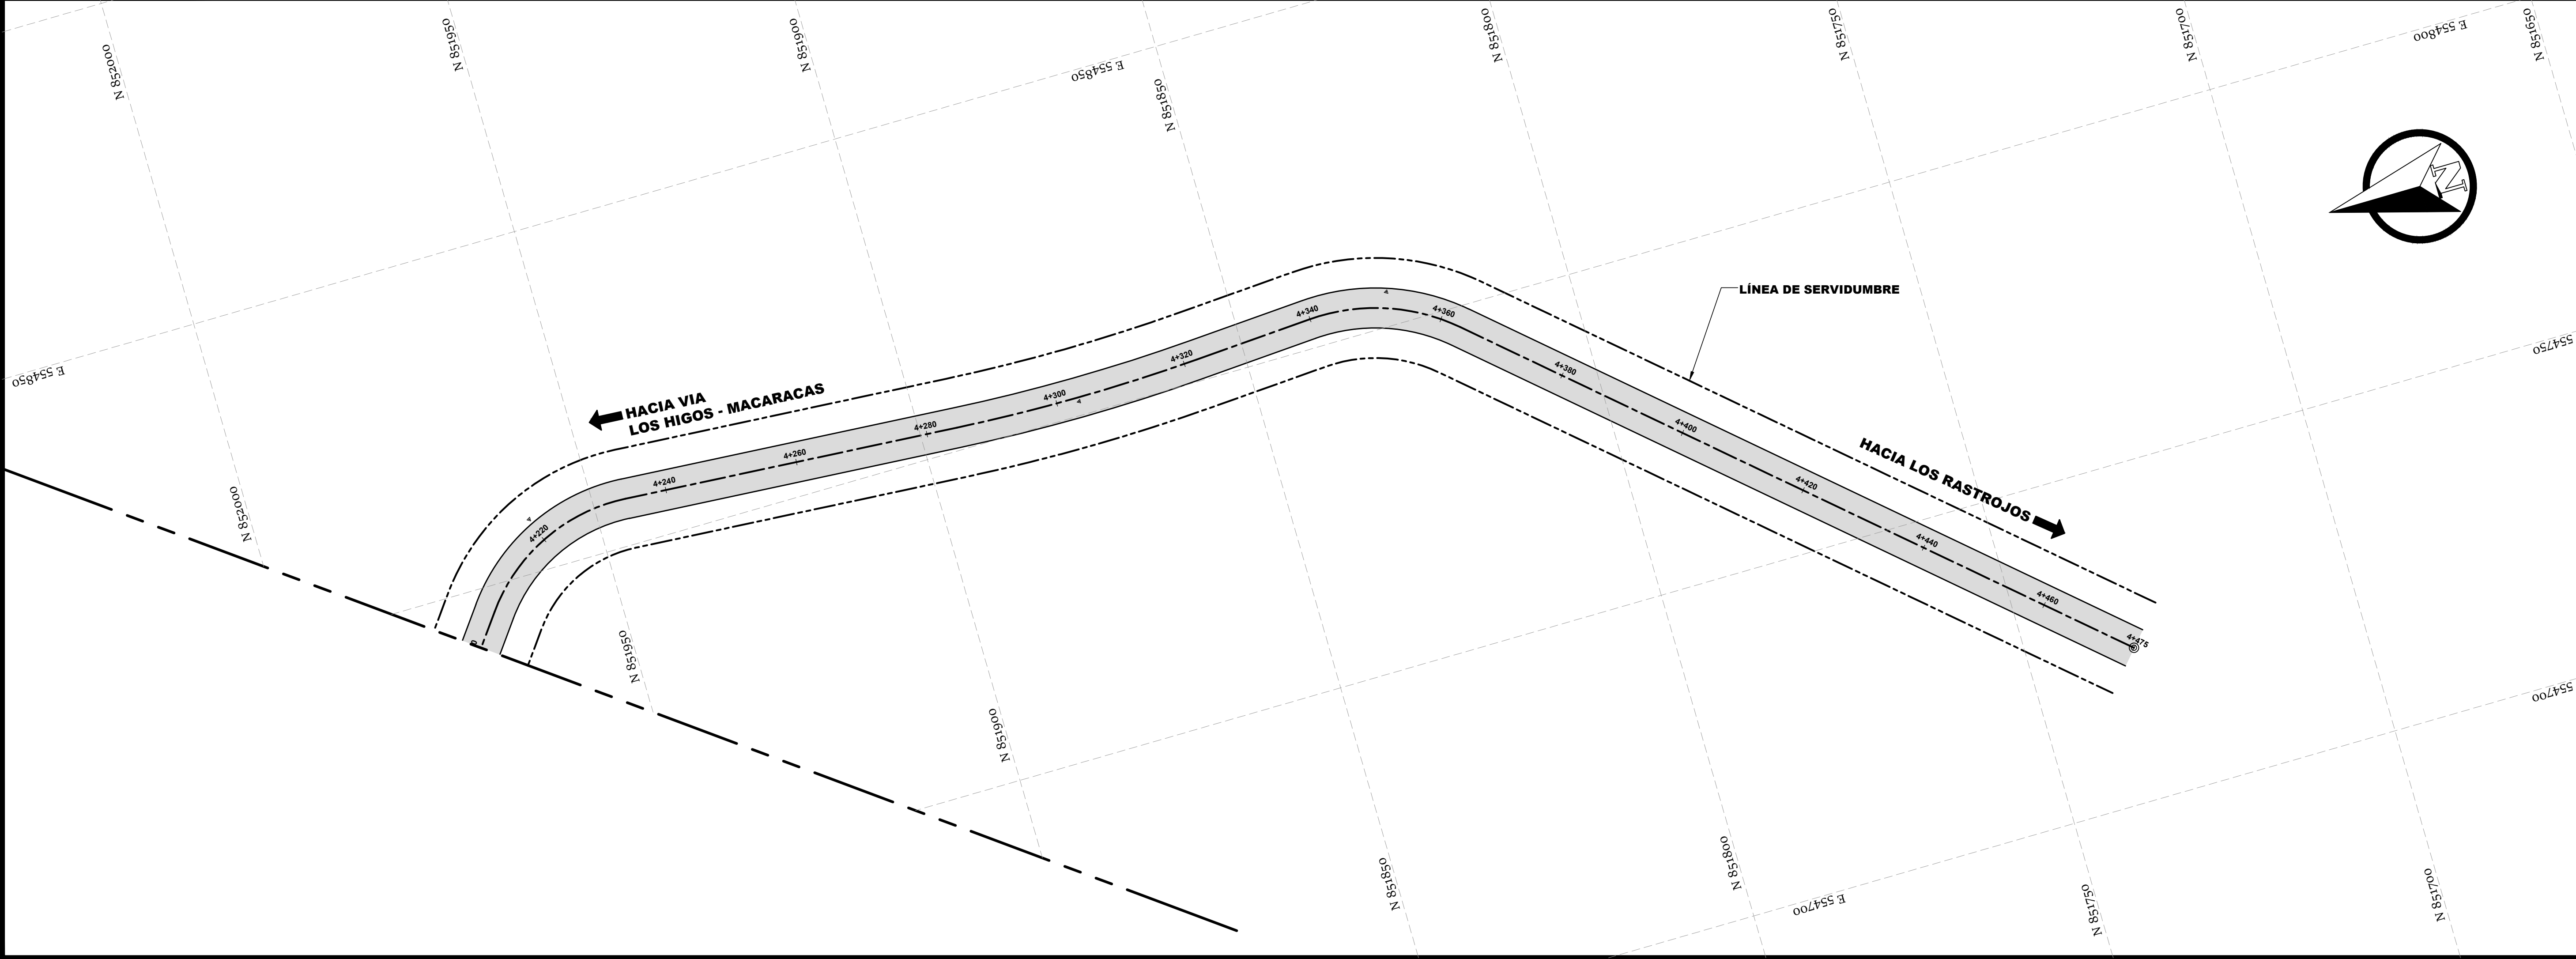 N 852000
N 851950
N 851900
N 851850
N 851800
N 851750
N 851700
N 851650
E 554850
E 554800
N
LÍNEA DE SERVIDUMBRE
E 554850
HACIA VIA
LOS HIGOS - MACARACAS
HACIA LOS RASTROJOS
4+220
4+240
4+260
4+280
4+300
4+320
4+340
4+360
4+380
4+400
4+420
4+440
4+460
4+475
554750
554700
N 852000
N 851950
N 851900
N 851850
N 851800
E 554700
N 851750
N 851700